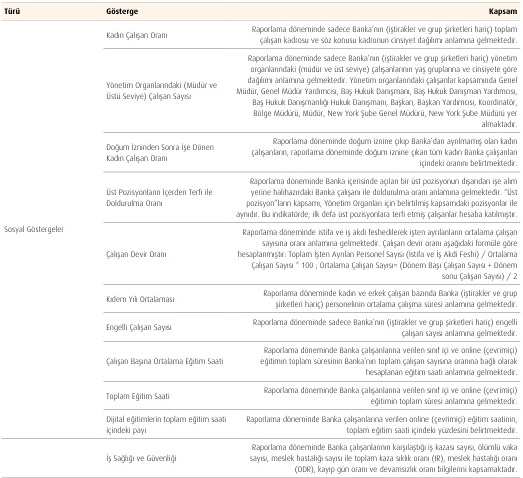 Türü Gösterge Kapsam
Kadın Çalışan Oranı
Raporlama döneminde sadece Banka'nın (iştirakler ve grup şirketleri hariç) toplam
çalışan kadrosu ve söz konusu kadronun cinsiyet dağılımı anlamına gelmektedir.
Yönetim Organlarındaki (Müdür ve
Üstü Seviye) Çalışan Sayısı
Raporlama döneminde sadece Banka'nın (iştirakler ve grup şirketleri hariç) yönetim
organlarındaki (müdür ve üst seviye) çalışanlarının yaş gruplarına ve cinsiyete göre
dağılımı anlamına gelmektedir. Yönetim organlarındaki çalışanlar kapsamında Genel
Müdür, Genel Müdür Yardımcısı, Baş Hukuk Danışmanı, Baş Hukuk Danışman Yardımcısı,
Baş Hukuk Danışmanlığı Hukuk Danışmanı, Başkan, Başkan Yardımcısı, Koordinatör,
Bölge Müdürü, Müdür, New York Şube Genel Müdürü, New York Şube Müdürü yer
almaktadır.
Doğum İzninden Sonra İşe Dönen
Kadın Çalışan Oranı
Raporlama döneminde doğum iznine çıkıp Banka'dan ayrılmamış olan kadın
çalışanların, raporlama döneminde doğum iznine çıkan tüm kadın Banka çalışanları
içindeki oranını belirtmektedir.
Üst Pozisyonların İçerden Terfi ile
Doldurulma Oranı
Raporlama döneminde Banka içerisinde açılan bir üst pozisyonun dışarıdan işe alım
yerine halihazırdaki Banka çalışanı ile doldurulma oranı anlamına gelmektedir. "Üst
pozisyon"ların kapsamı, Yönetim Organları için belirtilmiş kapsamdaki pozisyonlar ile
aynıdır. Bu indikatörde, ilk defa üst pozisyonlara terfi etmiş çalışanlar hesaba katılmıştır.
Sosyal Göstergeler
Çalışan Devir Oranı
Raporlama döneminde istifa ve iş akdi feshedilerek işten ayrılanların ortalama çalışan
sayısına oranı anlamına gelmektedir. Çalışan devir oranı aşağıdaki formüle göre
hesaplanmıştır: Toplam İşten Ayrılan Personel Sayısı (İstifa ve İş Akdi Feshi) / Ortalama
Çalışan Sayısı * 100 ; Ortalama Çalışan Sayısı= (Dönem Başı Çalışan Sayısı + Dönem
sonu Çalışan Sayısı) / 2
Kıdem Yılı Ortalaması
Raporlama döneminde kadın ve erkek çalışan bazında Banka (iştirakler ve grup
şirketleri hariç) personelinin ortalama çalışma süresi anlamına gelmektedir.
Engelli Çalışan Sayısı
Raporlama döneminde sadece Banka'nın (iştirakler ve grup şirketleri hariç) engelli
çalışan sayısı anlamına gelmektedir.
Çalışan Başına Ortalama Eğitim Saati
Raporlama döneminde Banka çalışanlarına verilen sınıf içi ve online (çevrimiçi)
eğitimin toplam süresinin Banka'nın toplam çalışan sayısına oranına bağlı olarak
hesaplanan eğitim saati anlamına gelmektedir.
Toplam Eğitim Saati
Raporlama döneminde Banka çalışanlarına verilen sınıf içi ve online (çevrimiçi)
eğitimin toplam süresi anlamına gelmektedir.
Dijital eğitimlerin toplam eğitim saati
içindeki payı
Raporlama döneminde Banka çalışanlarına verilen online (çevrimiçi) eğitim saatinin,
toplam eğitim saati içindeki yüzdesini belirtmektedir.
İş Sağlığı ve Güvenliği
Raporlama döneminde Banka çalışanlarının karşılaştığı iş kazası sayısı, ölümlü vaka
sayısı, meslek hastalığı sayısı ile toplam kaza sıklık oranı (IR), meslek hastalığı oranı
(ODR), kayıp gün oranı ve devamsızlık oranı bilgilerini kapsamaktadır.